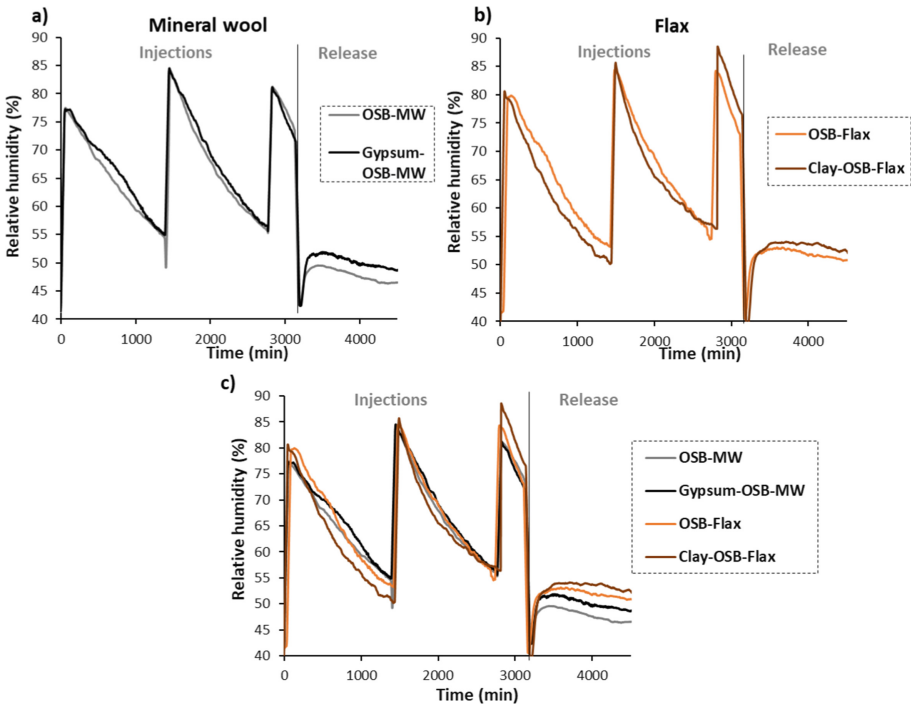 a)
Mineral wool
Injections
Release
Relative humidity (%)
90
85
80
75
70
65
60
55
50
45
40
0
1000
2000
3000
4000
Time (min)
OSB-MW
Gypsum-
OSB-MW
b)
Flax
Injections
Release
Relative humidity (%)
90
85
80
75
70
65
60
55
50
45
40
0
1000
2000
3000
4000
Time (min)
OSB-Flax
Clay-OSB-Flax
c)
Injections
Release
Relative humidity (%)
90
85
80
75
70
65
60
55
50
45
40
0
1000
2000
3000
4000
Time (min)
OSB-MW
Gypsum-OSB-MW
OSB-Flax
Clay-OSB-Flax